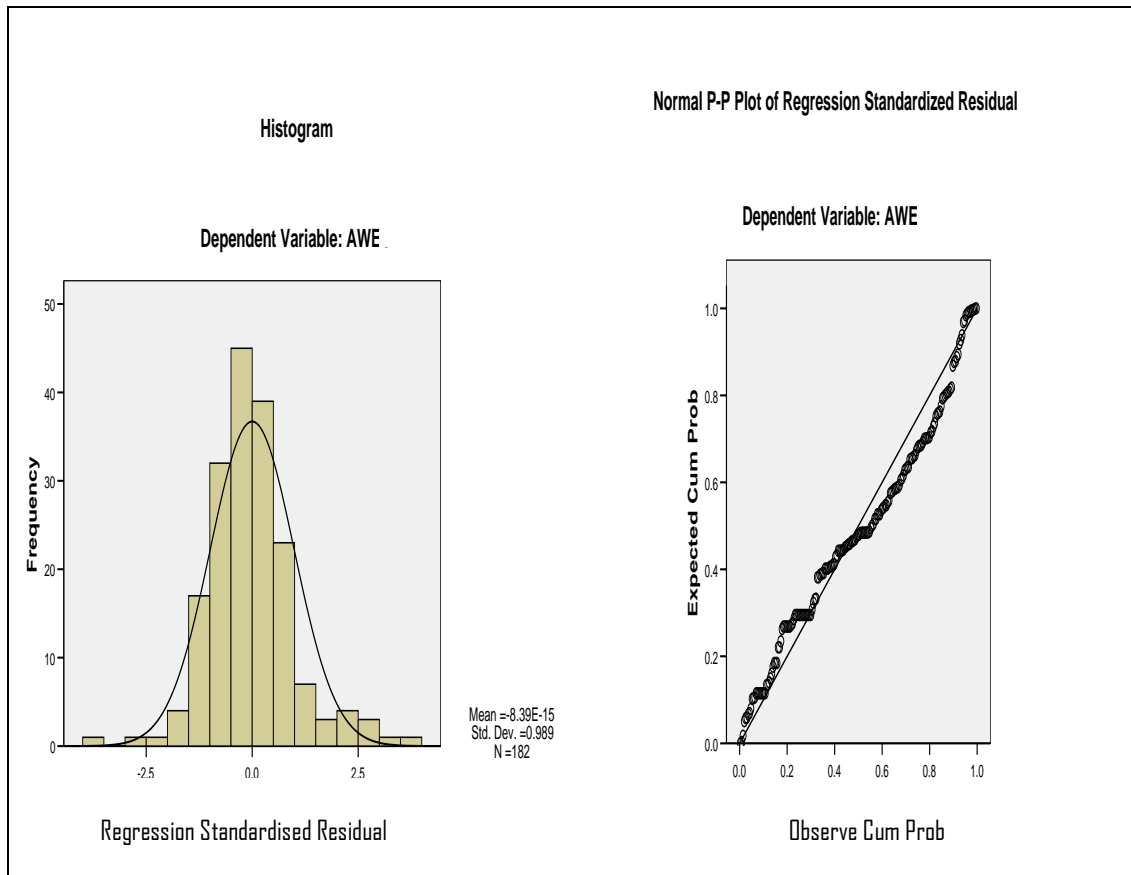 Histogram
Dependent Variable: AWE
Frequency
50
40
30
20
10
0
-2.5
0.0
2.5
Regression Standardised Residual
Mean =-8.39E-15
Std. Dev. =0.989
N =182
Normal P-P Plot of Regression Standardized Residual
Dependent Variable: AWE
Expected Cum Prob
1.0
0.8
0.6
0.4
0.2
0.0
0.0
0.2
0.4
0.6
0.8
1.0
Observe Cum Prob